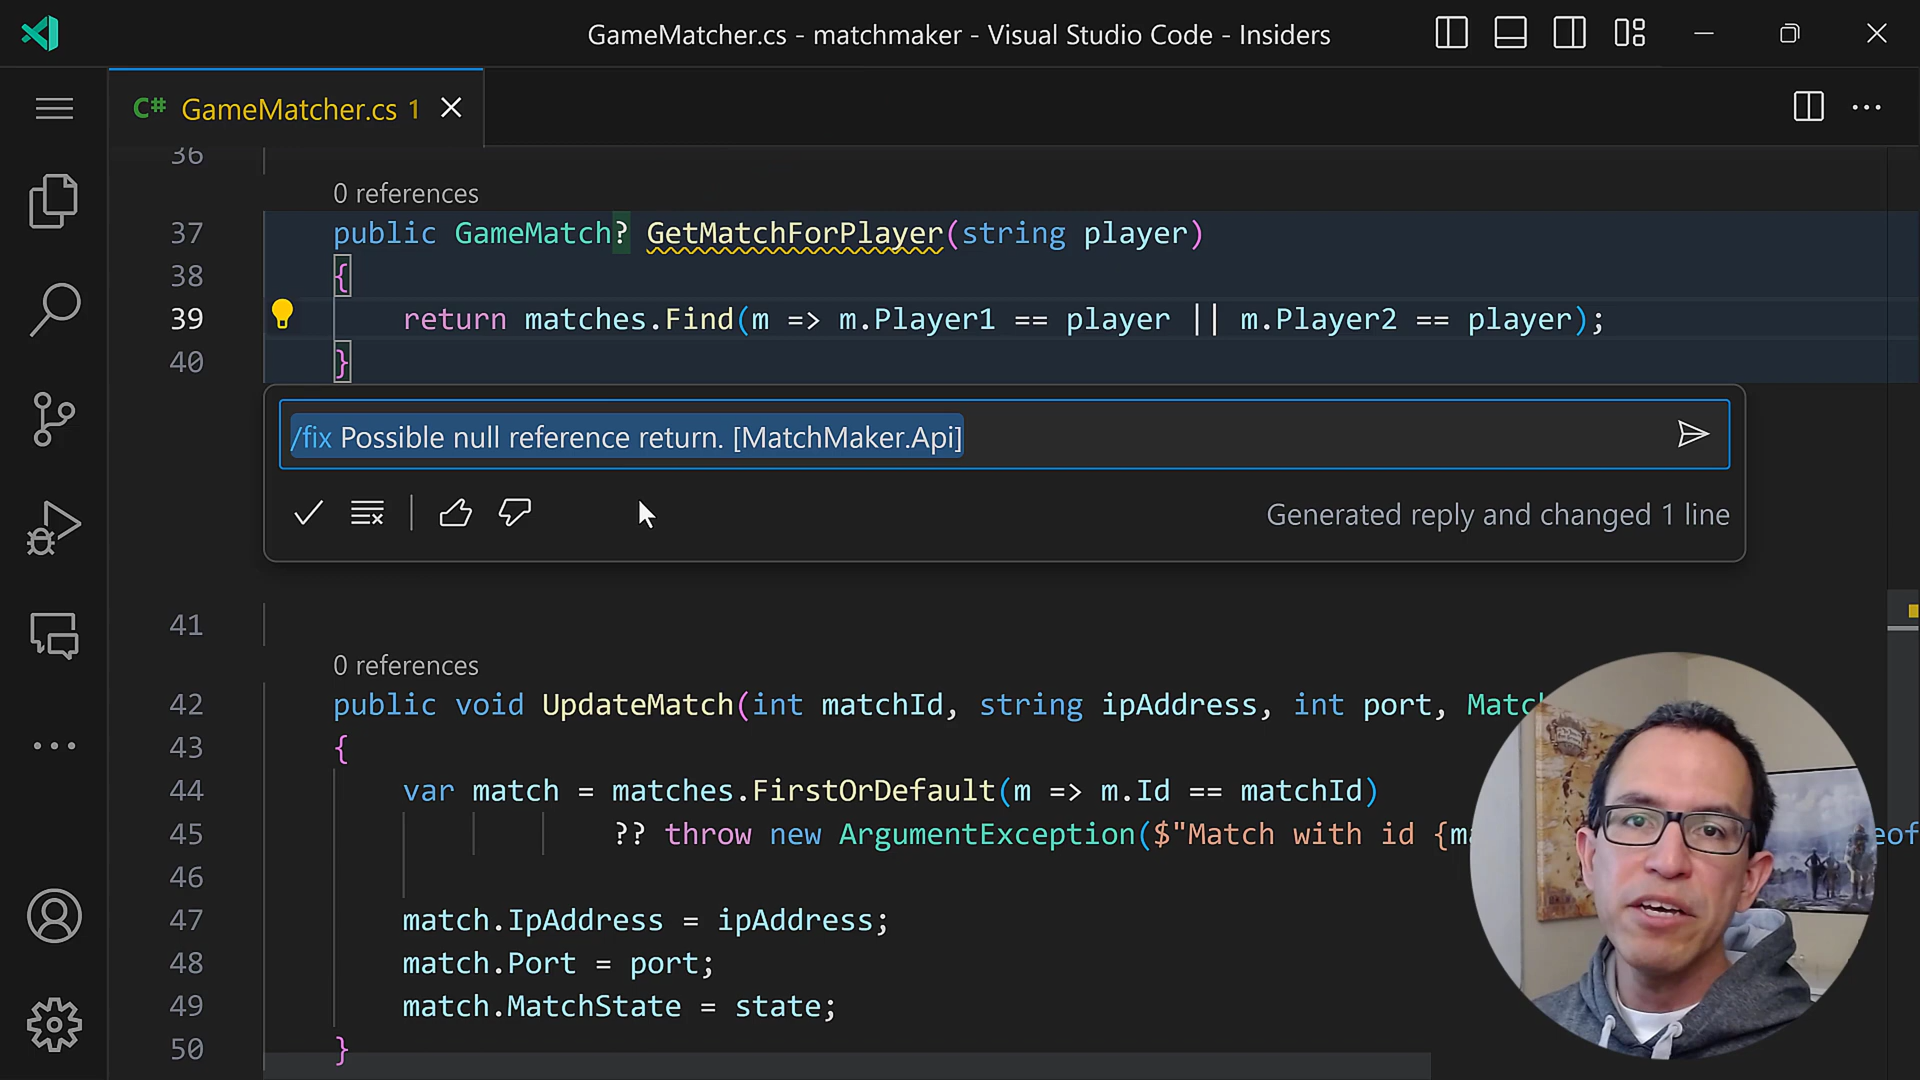 GameMatcher.cs - matchmaker - Visual Studio Code - Insiders
C# GameMatcher.cs 1
36
0 references
37 public GameMatch? GetMatchForPlayer(string player)
38 {
39 return matches.Find(m => m.Player1 == player || m.Player2 == player);
40 }
/fix Possible null reference return. [MatchMaker.Api]
Generated reply and changed 1 line
41
0 references
42 public void UpdateMatch(int matchId, string ipAddress, int port, Matc
43 {
44 var match = matches.FirstOrDefault(m => m.Id == matchId)
45 ?? throw new ArgumentException($"Match with id {m eof
46
47 match.IpAddress = ipAddress;
48 match.Port = port;
49 match.MatchState = state;
50 }